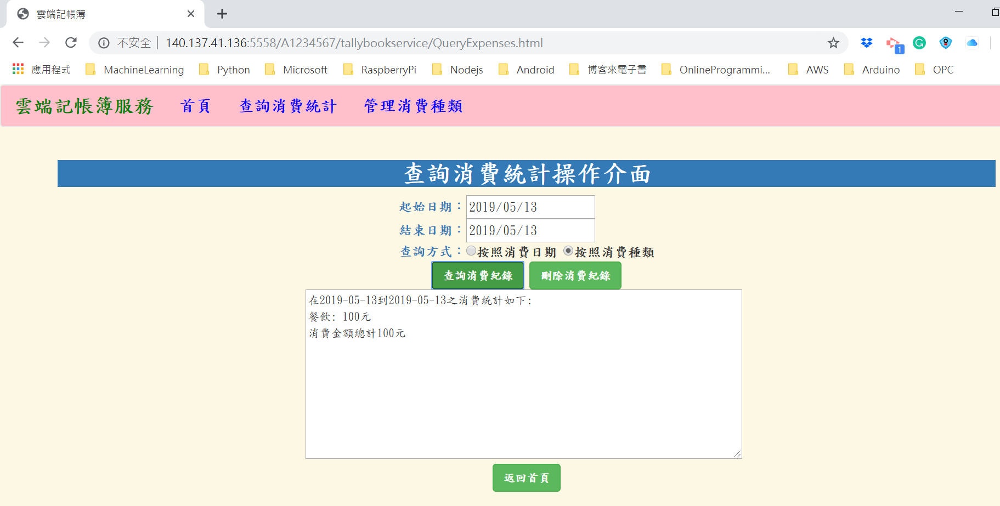 雲端記帳簿
不安全 140.137.41.136:5558/A1234567/tallybookservice/QueryExpenses.html
1
應用程式 MachineLearning Python Microsoft RaspberryPi Nodejs Android 博客來電子書 OnlineProgrammi... AWS Arduino OPC
雲端記帳簿服務 首頁 查詢消費統計 管理消費種類
查詢消費統計操作介面
起始日期：2019/05/13
結束日期：2019/05/13
查詢方式：按照消費日期 按照消費種類
查詢消費紀錄 刪除消費紀錄
在2019-05-13到2019-05-13之消費統計如下:
餐飲: 100元
消費金額總計100元
返回首頁